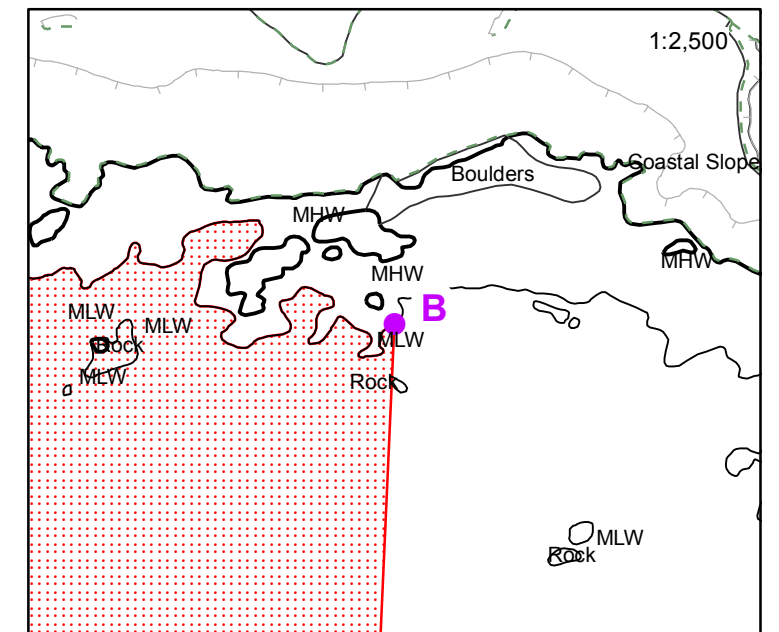 1:2,500
Coastal Slope
Boulders
MHW
MHW
MHW
B
MLW
MLW
Rock
MLW
MLW
Rock
MLW
Rock